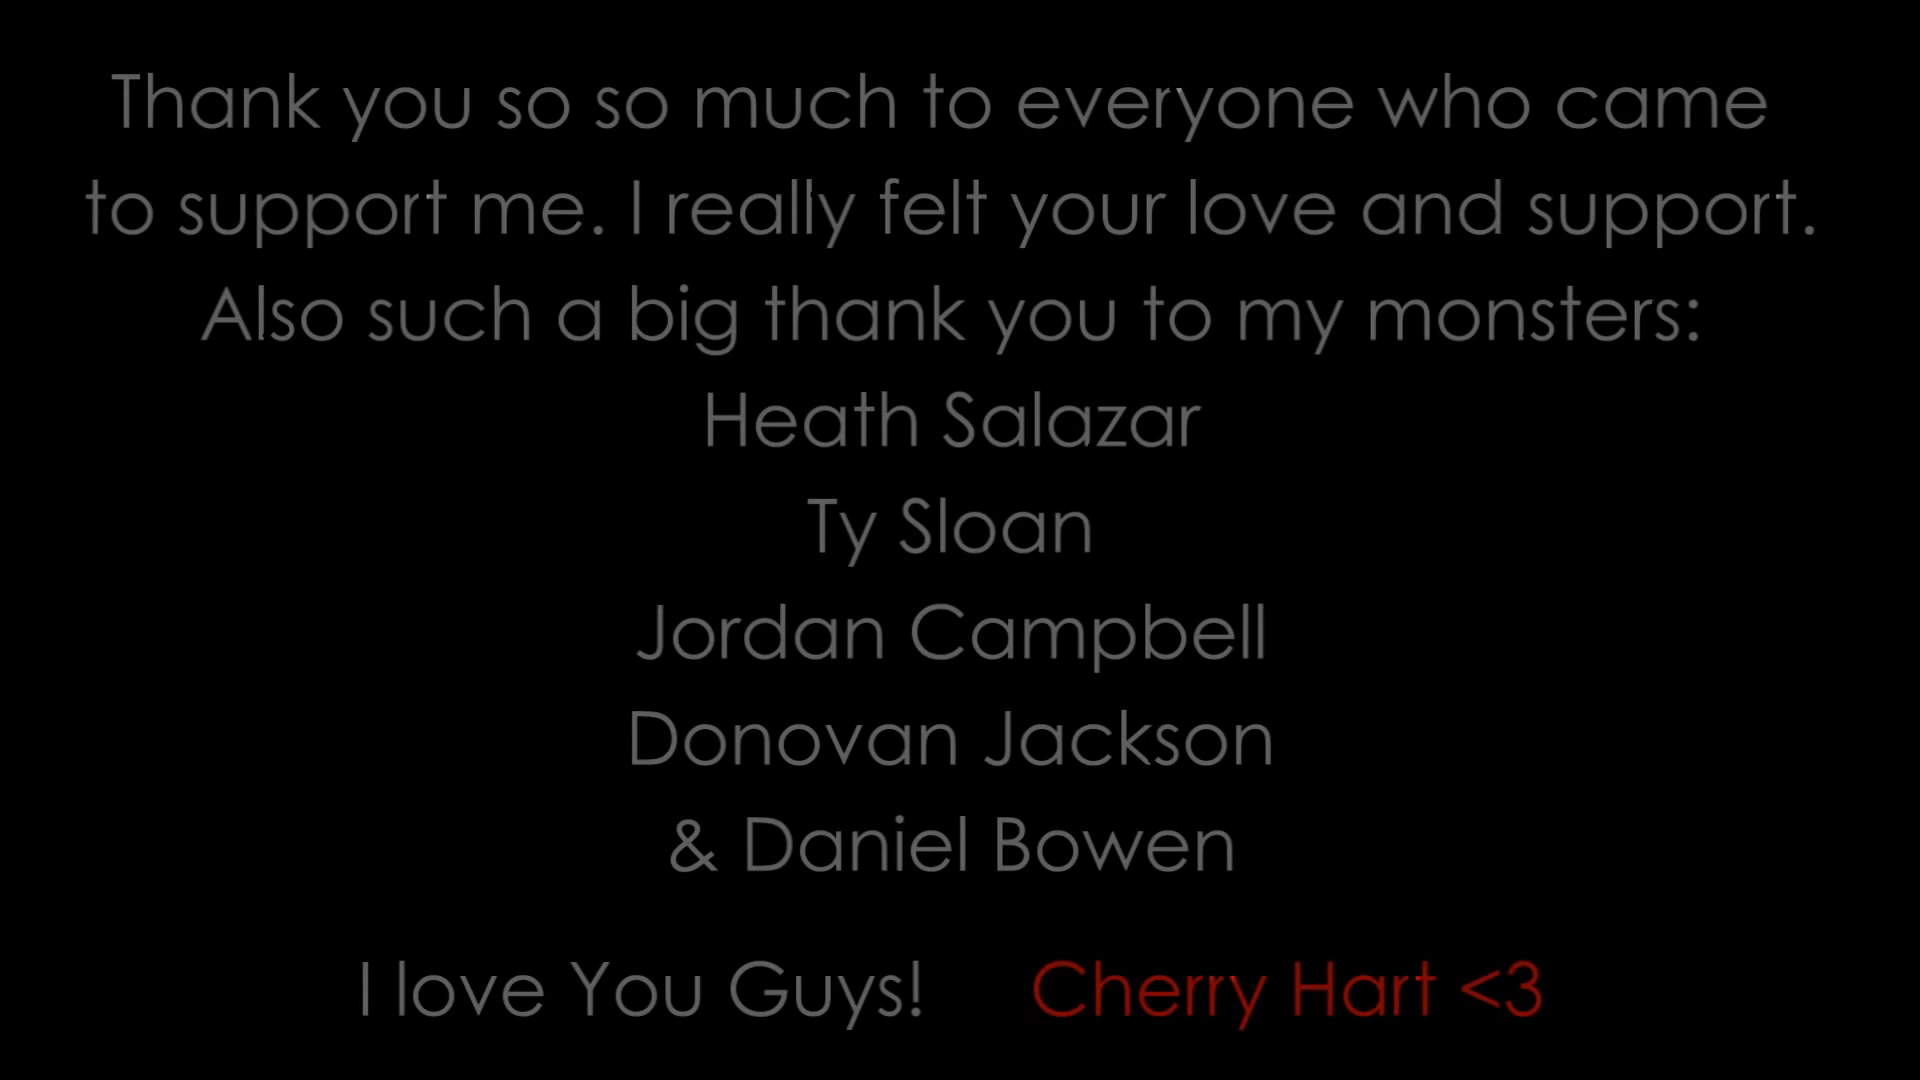 Thank you so so much to everyone who came
to support me. I really felt your love and support.
Also such a big thank you to my monsters:
Heath Salazar
Ty Sloan
Jordan Campbell
Donovan Jackson
& Daniel Bowen
I love You Guys! Cherry Hart <3